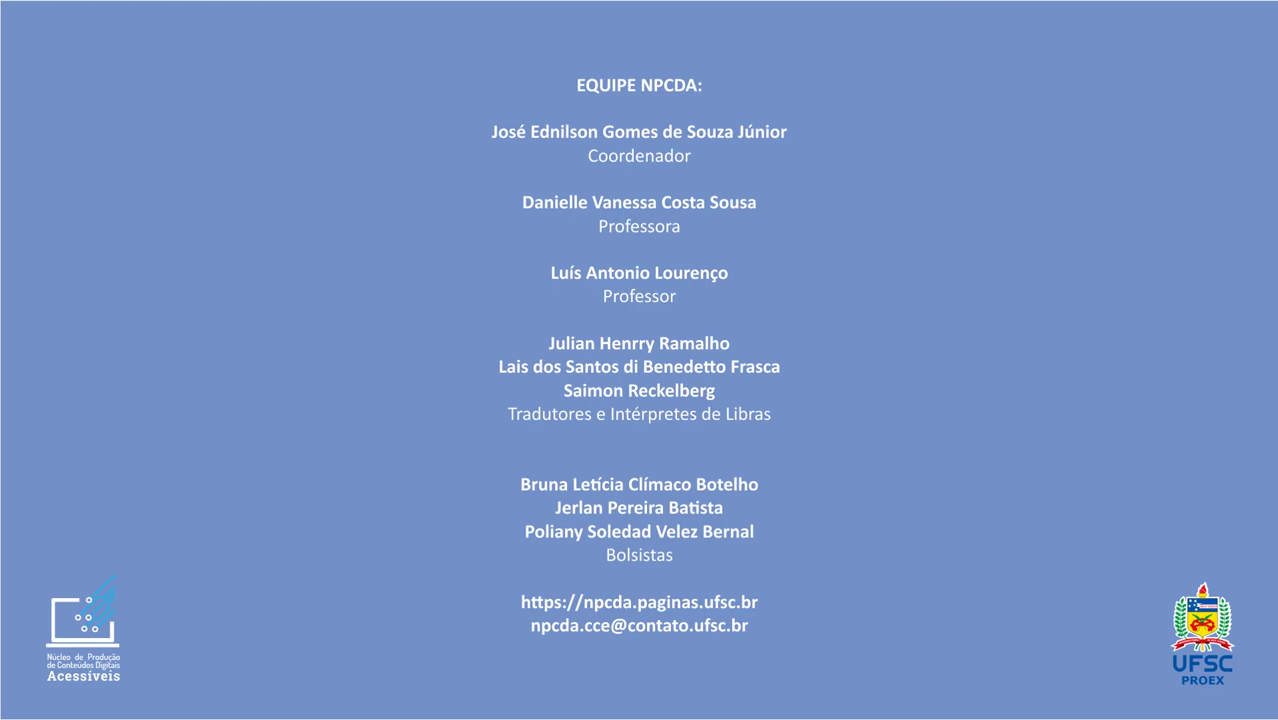 EQUIPE NPCDA:
José Ednilson Gomes de Souza Júnior
Coordenador
Danielle Vanessa Costa Sousa
Professora
Luís Antonio Lourenço
Professor
Julian Henrry Ramalho
Lais dos Santos di Benedetto Frasca
Saimon Reckelberg
Tradutores e Intérpretes de Libras
Bruna Letícia Clímaco Botelho
Jerlan Pereira Batista
Poliany Soledad Velez Bernal
Bolsistas
https://npcda.paginas.ufsc.br
npcda.cce@contato.ufsc.br
Núcleo de Produção
de Conteúdos Digitais
Acessíveis
UFSC
PROEX